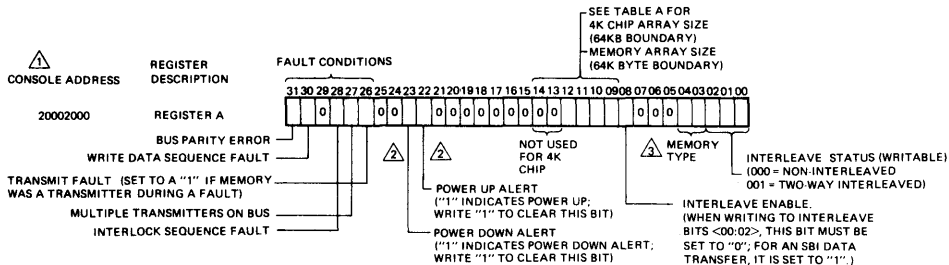 SEE TABLE A FOR
4K CHIP ARRAY SIZE
(64KB BOUNDARY)
MEMORY ARRAY SIZE
(64K BYTE BOUNDARY)
1
CONSOLE ADDRESS
REGISTER
DESCRIPTION
FAULT CONDITIONS
31 30 29 28 27 26 25 24 23 22 21 20 19 18 17 16 15 14 13 12 11 10 09 08 07 06 05 04 03 02 01 00
20002000
REGISTER A
0 0 0 0 0 0 0 0 0 0 0 0 0 0 0
BUS PARITY ERROR
WRITE DATA SEQUENCE FAULT
TRANSMIT FAULT (SET TO A "1" IF MEMORY
WAS A TRANSMITTER DURING A FAULT)
MULTIPLE TRANSMITTERS ON BUS
INTERLOCK SEQUENCE FAULT
2
2
POWER UP ALERT
("1" INDICATES POWER UP;
WRITE "1" TO CLEAR THIS BIT)
POWER DOWN ALERT
("1" INDICATES POWER DOWN ALERT;
WRITE "1" TO CLEAR THIS BIT)
NOT USED
FOR 4K
CHIP
3
MEMORY
TYPE
INTERLEAVE STATUS (WRITABLE)
(000 = NON-INTERLEAVED
001 = TWO-WAY INTERLEAVED)
INTERLEAVE ENABLE.
(WHEN WRITING TO INTERLEAVE
BITS <00:02>, THIS BIT MUST BE
SET TO "0"; FOR AN SBI DATA
TRANSFER, IT IS SET TO "1".)